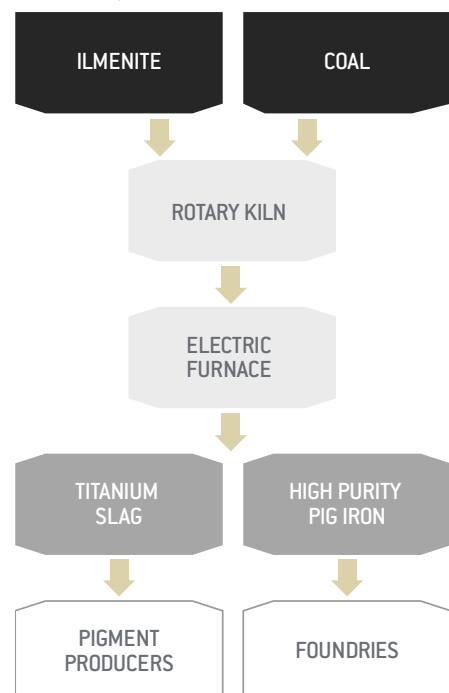 ILMENITE
COAL
ROTARY KILN
ELECTRIC
FURNACE
TITANIUM
SLAG
HIGH PURITY
PIG IRON
PIGMENT
PRODUCERS
FOUNDRIES